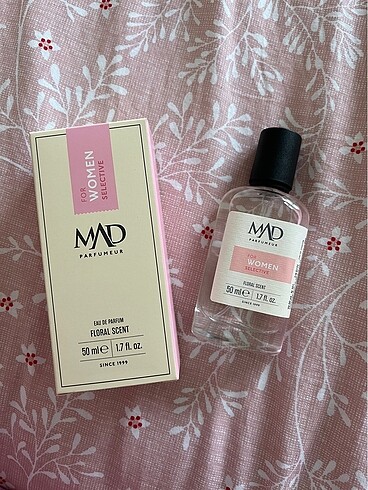 FOR
WOMEN
SELECTIVE
MAD
PARFUMEUR
EAU DE PARFUM
FLORAL SCENT
50 ml e 1.7 fl. oz.
SINCE 1999
MAD
PARFUMEUR
FOR
WOMEN
SELECTIVE
FLORAL SCENT
50 ml e 1.7 fl. oz.
SINCE 1999